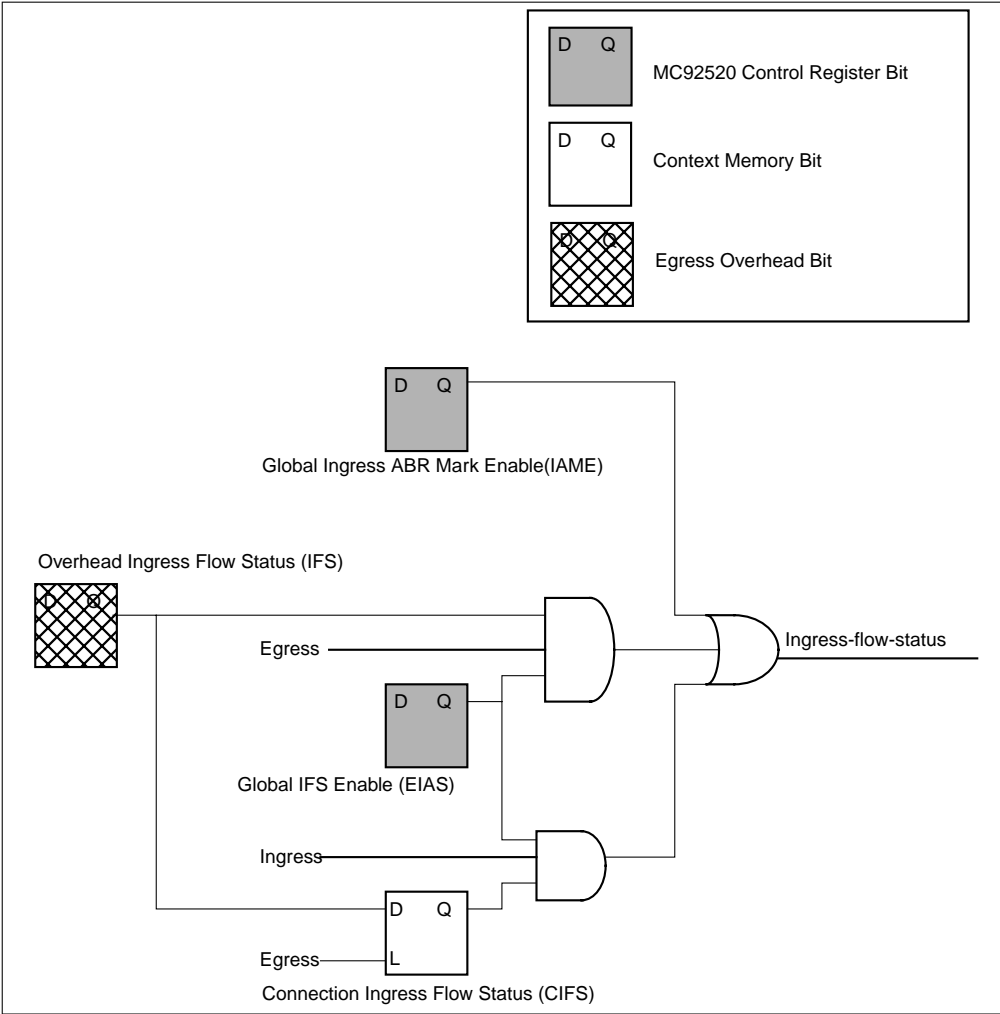 D Q
MC92520 Control Register Bit
D Q
Context Memory Bit
D Q
Egress Overhead Bit
D Q
Global Ingress ABR Mark Enable(IAME)
Overhead Ingress Flow Status (IFS)
D Q
Ingress-flow-status
Egress
D Q
Global IFS Enable (EIAS)
Ingress
D Q
Egress
L
Connection Ingress Flow Status (CIFS)